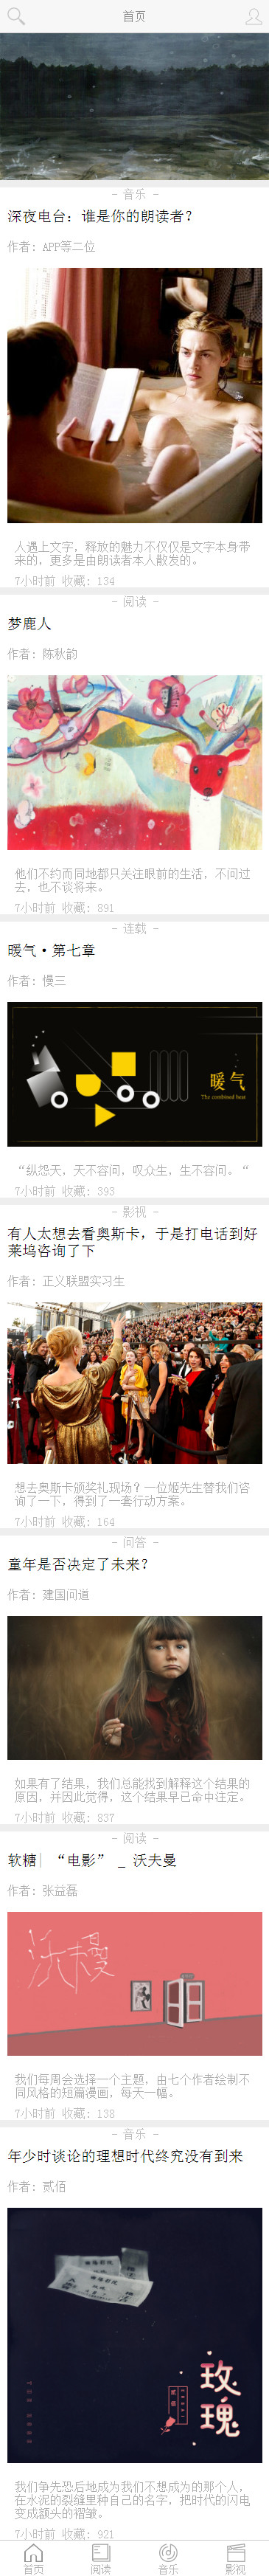 首页
- 音乐 -
深夜电台：谁是你的朗读者？
作者: APP等二位
人遇上文字，释放的魅力不仅仅是文字本身带
来的，更多是由朗读者本人散发的。
7小时前 收藏: 134
- 阅读 -
梦鹿人
作者: 陈秋韵
他们不约而同地都只关注眼前的生活，不问过
去，也不谈将来。
7小时前 收藏: 891
- 连载 -
暖气·第七章
作者: 慢三
暖气
The combined heat
“纵怨天，天不容问，叹众生，生不容问。“
7小时前 收藏: 393
- 影视 -
有人太想去看奥斯卡，于是打电话到好
莱坞咨询了下
作者: 正义联盟实习生
想去奥斯卡颁奖礼现场？一位姬先生替我们咨
询了一下，得到了一套行动方案。
7小时前 收藏: 164
- 问答 -
童年是否决定了未来？
作者: 建国问道
如果有了结果，我们总能找到解释这个结果的
原因，并因此觉得，这个结果早已命中注定。
7小时前 收藏: 837
- 阅读 -
软糖| “电影” _ 沃夫曼
作者: 张益磊
沃夫曼
我们每周会选择一个主题，由七个作者绘制不
同风格的短篇漫画，每天一幅。
7小时前 收藏: 138
- 音乐 -
年少时谈论的理想时代终究没有到来
作者: 贰佰
玫瑰
我们争先恐后地成为我们不想成为的那个人，
在水泥的裂缝里种自己的名字，把时代的闪电
变成额头的褶皱。
7小时前 收藏: 921
首页 阅读 音乐 影视